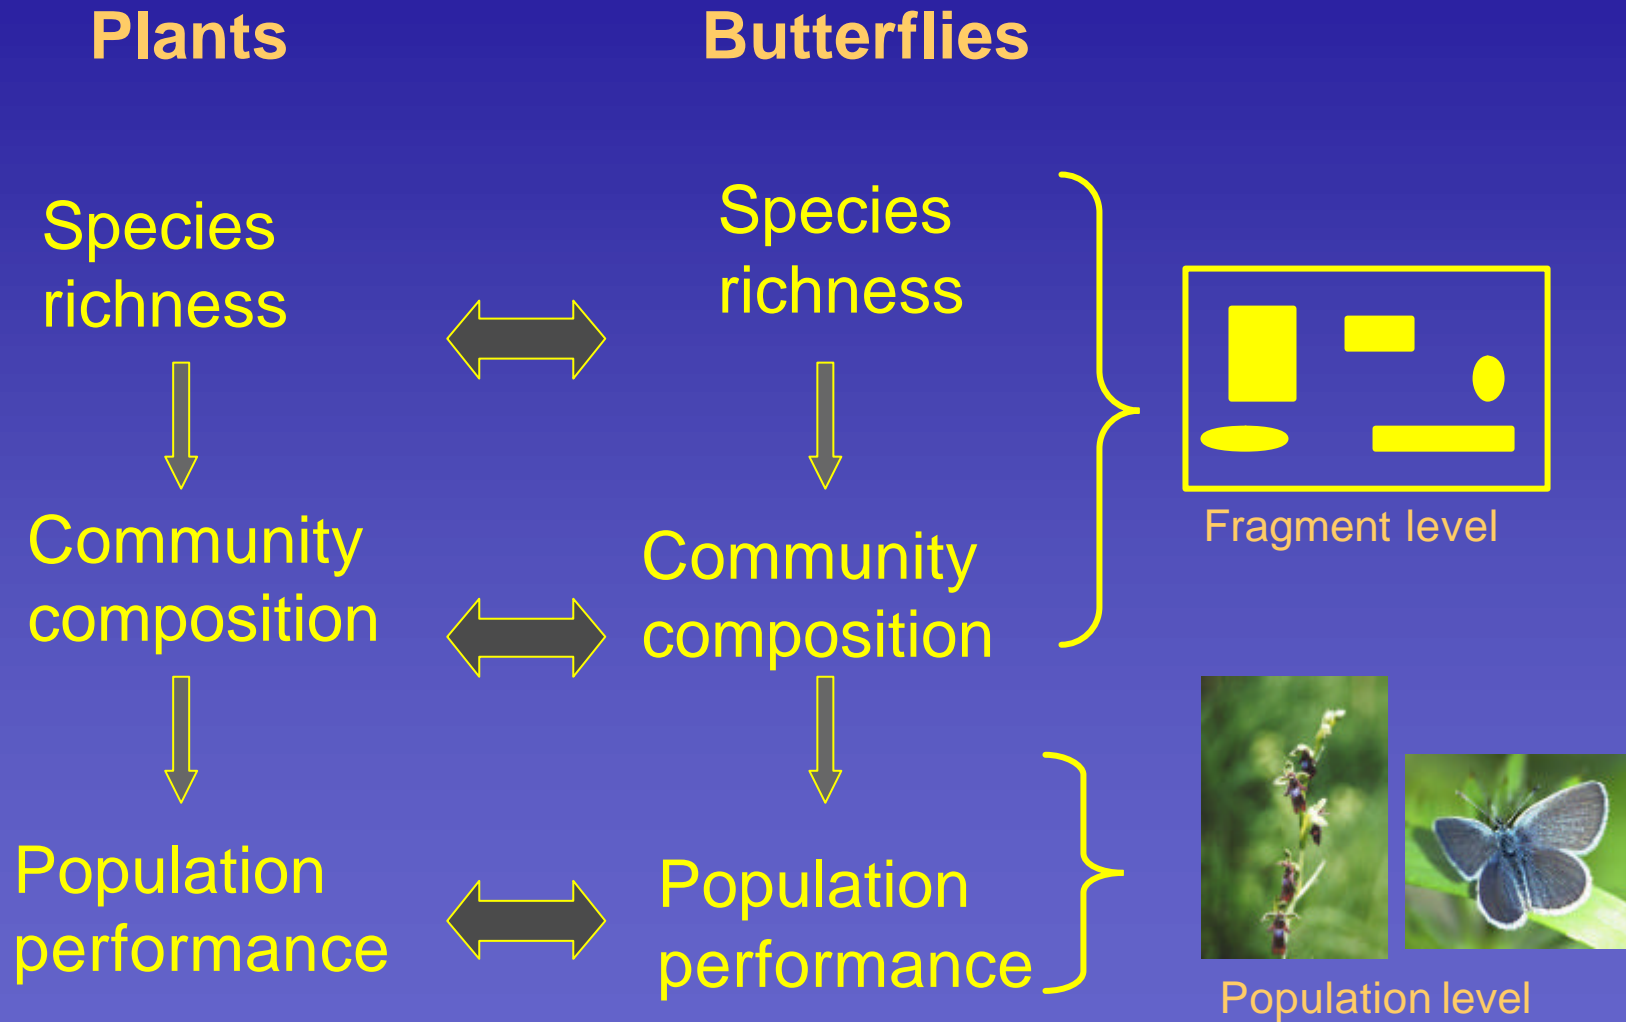 Plants
Butterflies
Species
richness
Species
richness
Community
composition
Community
composition
Fragment level
Population
performance
Population
performance
Population level